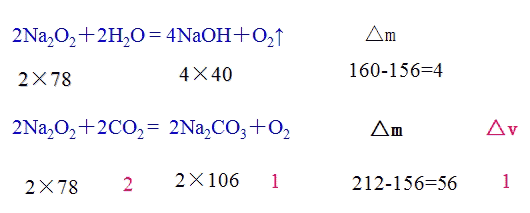 2Na₂O₂＋2H₂O = 4NaOH＋O₂↑ △m
2×78 4×40 160-156=4
2Na₂O₂＋2CO₂= 2Na₂CO₃＋O₂ △m △v
2×78 2 2×106 1 212-156=56 1